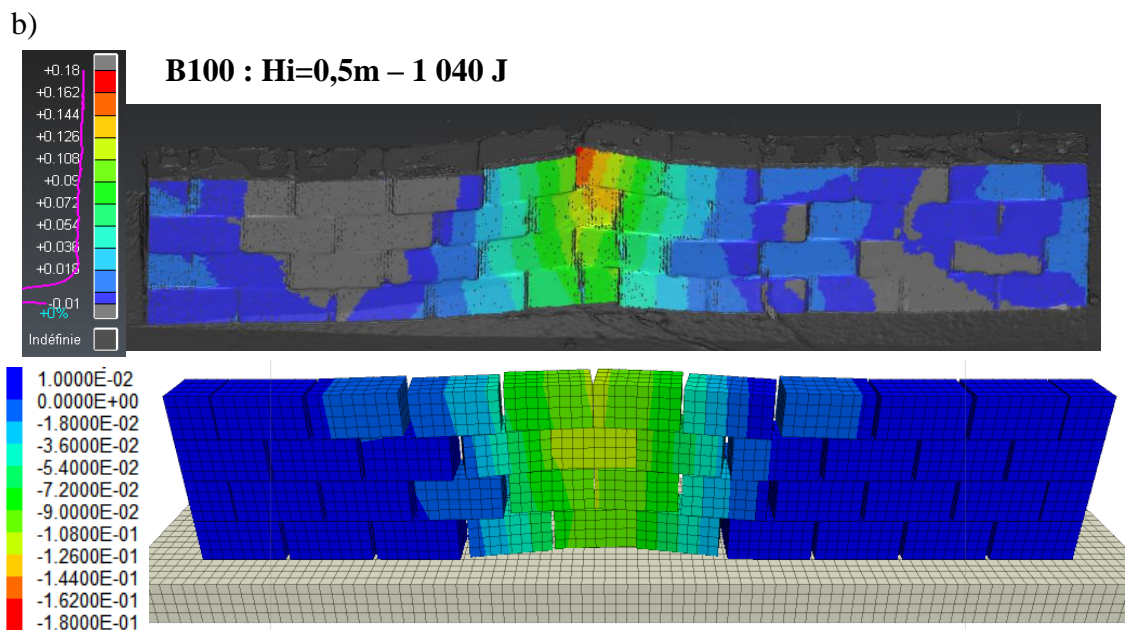 b)
B100 : Hi=0,5m – 1 040 J
+0.18
+0.162
+0.144
+0.126
+0.108
+0.09
+0.072
+0.054
+0.036
+0.018
-0.01
+0%
Indéfinie
1.0000E-02
0.0000E+00
-1.8000E-02
-3.6000E-02
-5.4000E-02
-7.2000E-02
-9.0000E-02
-1.0800E-01
-1.2600E-01
-1.4400E-01
-1.6200E-01
-1.8000E-01